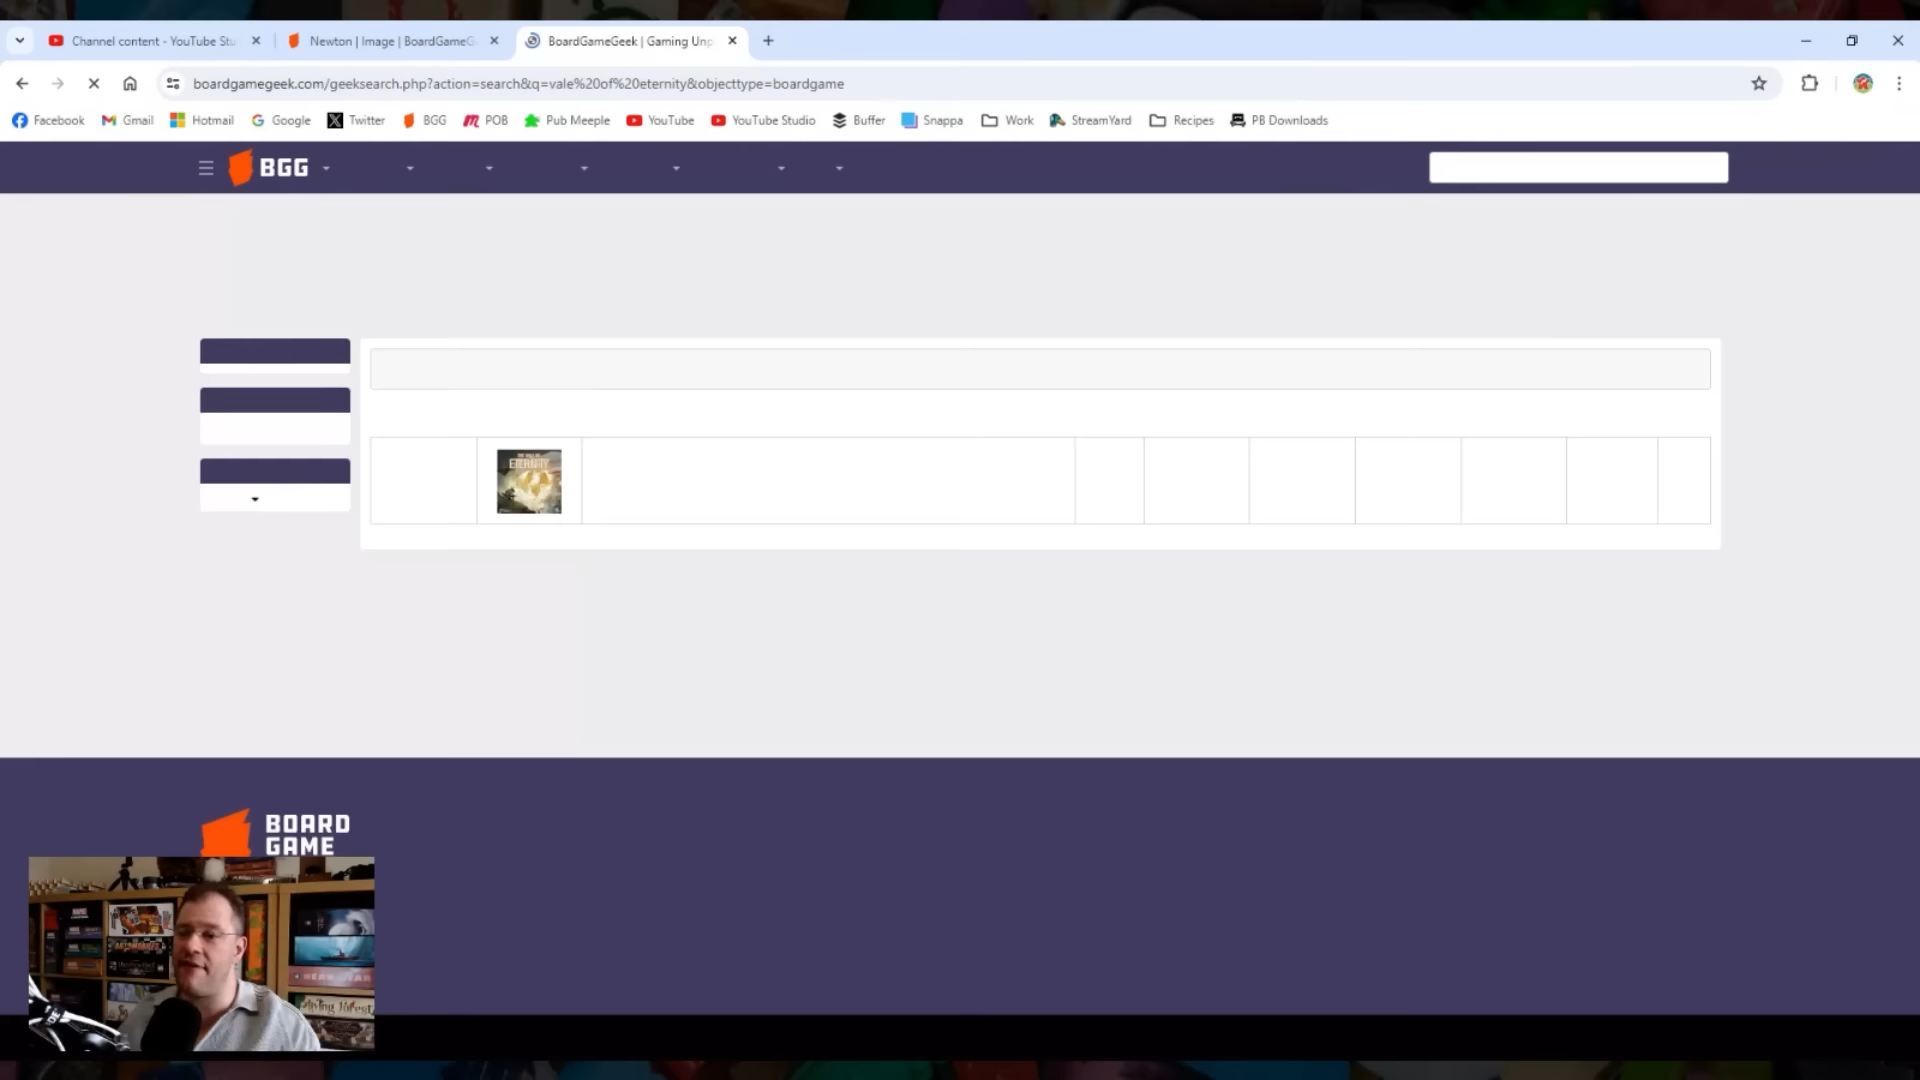 Channel content - YouTube Stu
Newton | Image | BoardGameG
BoardGameGeek | Gaming Unp
boardgamegeek.com/geeksearch.php?action=search&q=vale%20of%20eternity&objecttype=boardgame
Facebook Gmail Hotmail Google Twitter BGG POB Pub Meeple YouTube YouTube Studio Buffer Snappa Work StreamYard Recipes PB Downloads
BGG
ETERNITY
BOARD
GAME
living forest